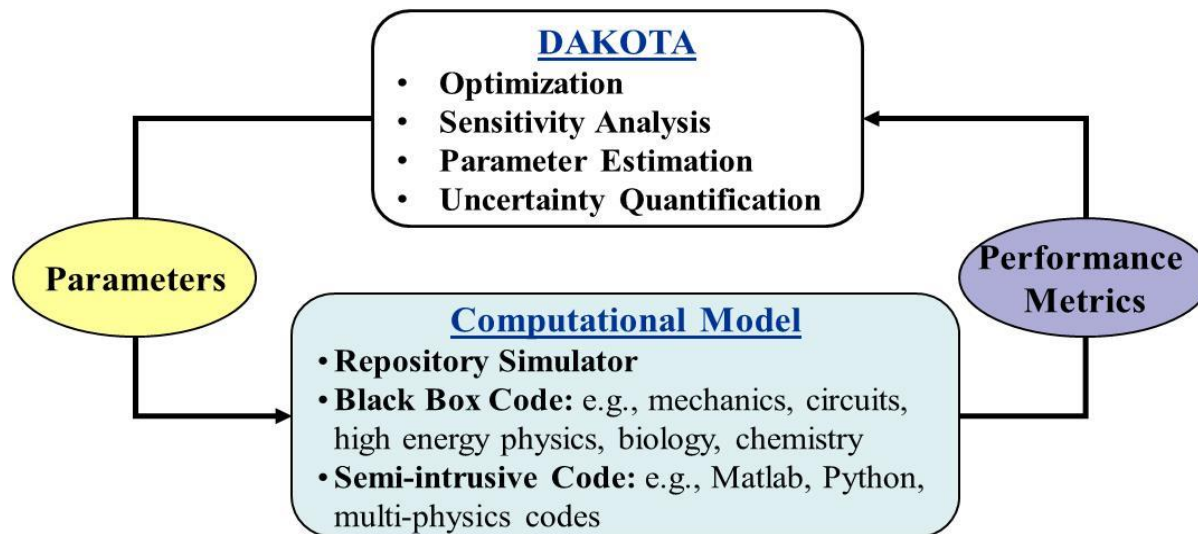 DAKOTA
• Optimization
• Sensitivity Analysis
• Parameter Estimation
• Uncertainty Quantification
Parameters
Performance
Metrics
Computational Model
• Repository Simulator
• Black Box Code: e.g., mechanics, circuits,
high energy physics, biology, chemistry
• Semi-intrusive Code: e.g., Matlab, Python,
multi-physics codes